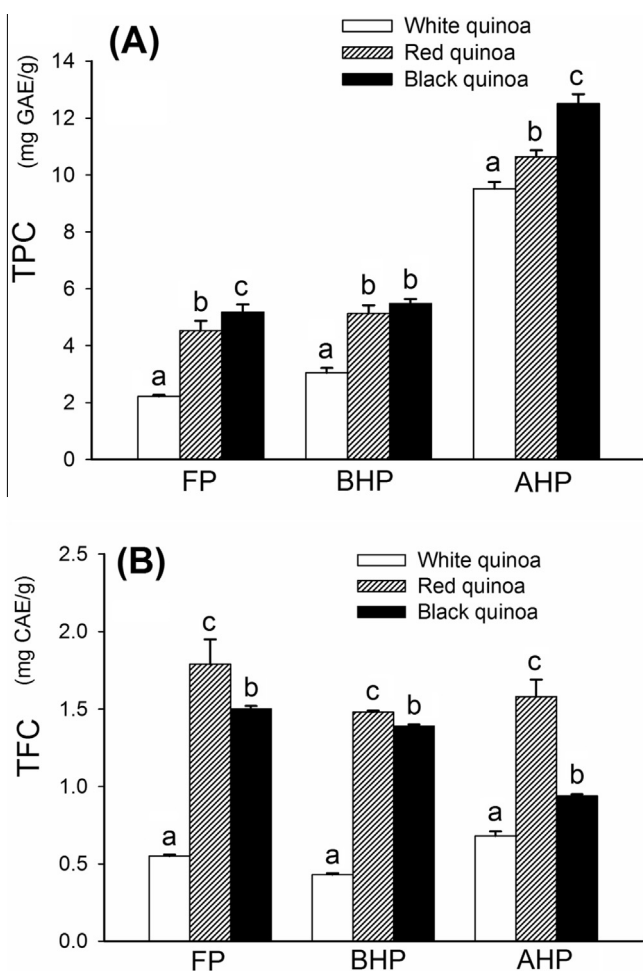 (A)
White quinoa
Red quinoa
Black quinoa
TPC (mg GAE/g)
14
12
10
8
6
4
2
0
a
b
c
a
b
b
a
b
c
FP
BHP
AHP
(B)
White quinoa
Red quinoa
Black quinoa
TFC (mg CAE/g)
2.5
2.0
1.5
1.0
0.5
0.0
a
c
b
a
c
b
a
c
b
FP
BHP
AHP